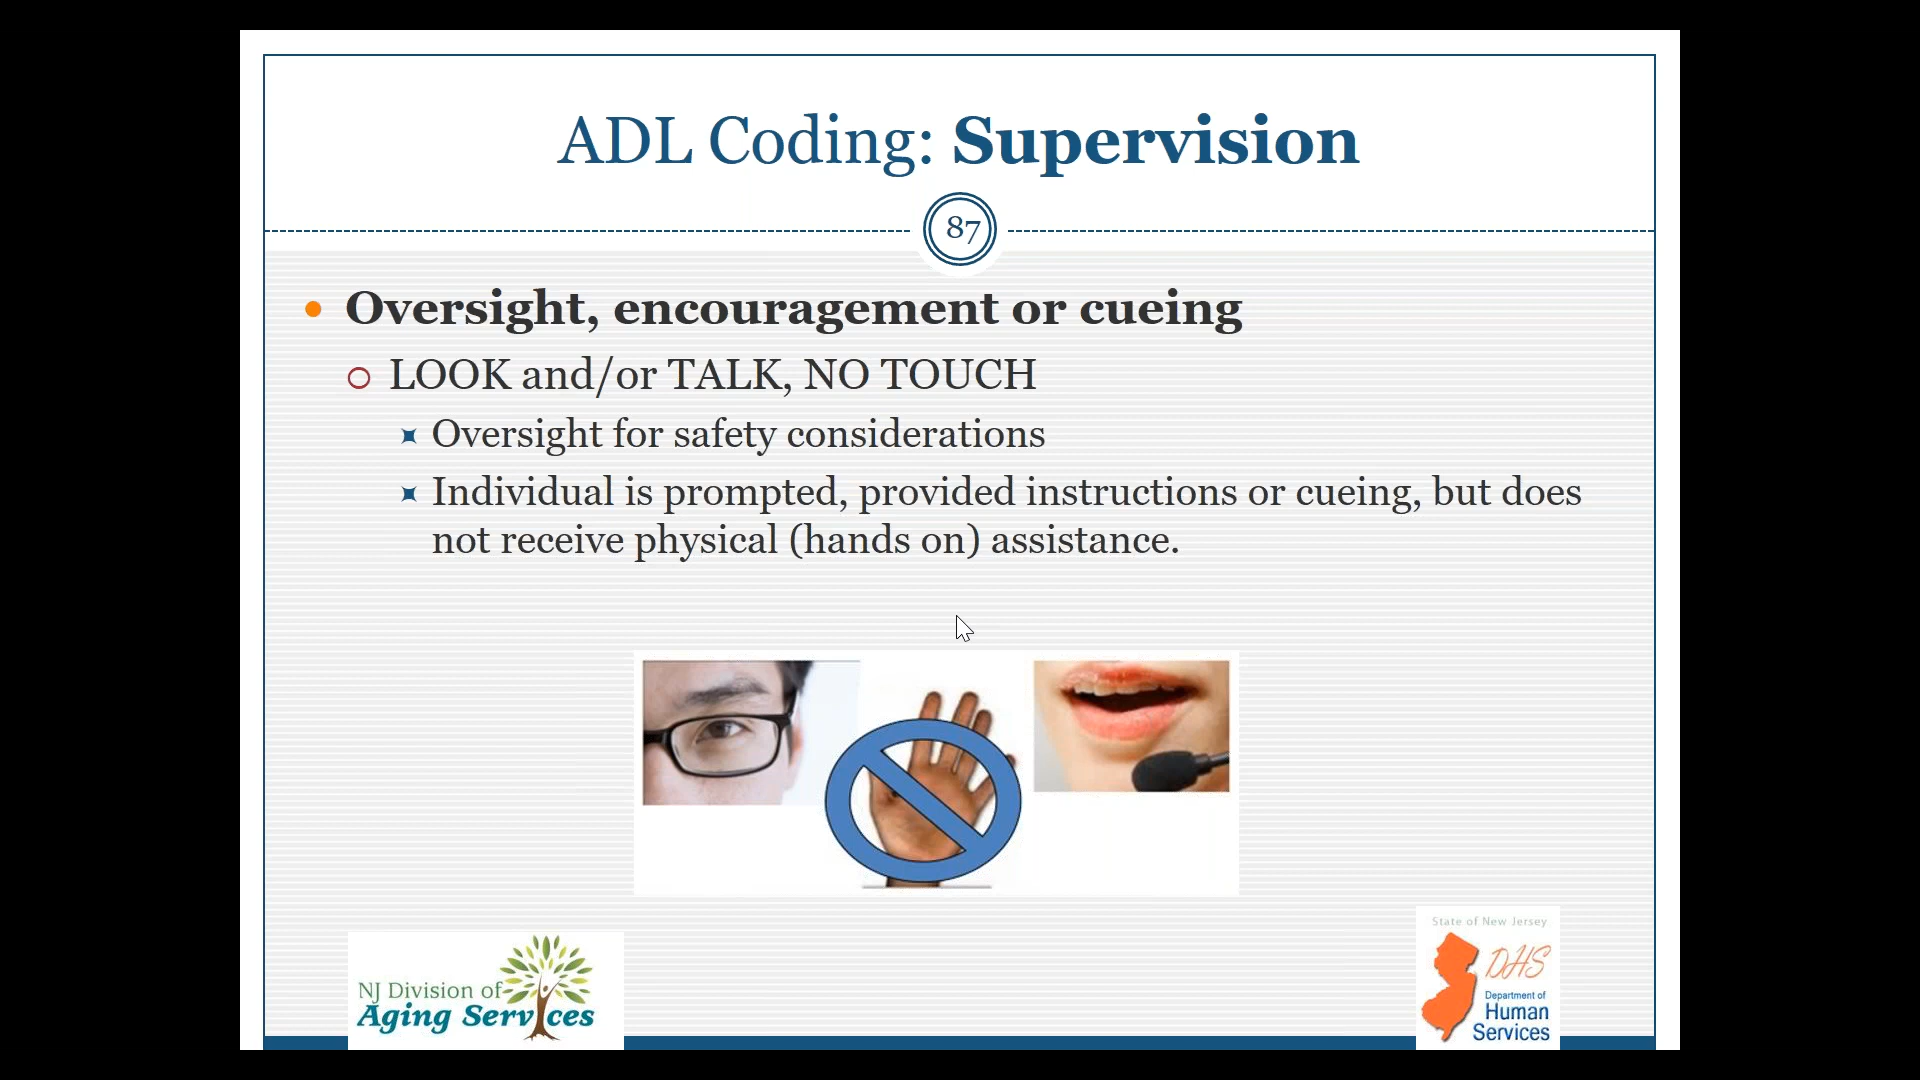 ADL Coding: Supervision
87
Oversight, encouragement or cueing
LOOK and/or TALK, NO TOUCH
Oversight for safety considerations
Individual is prompted, provided instructions or cueing, but does
not receive physical (hands on) assistance.
NJ Division of
Aging Services
State of New Jersey
DHS
Department of
Human
Services